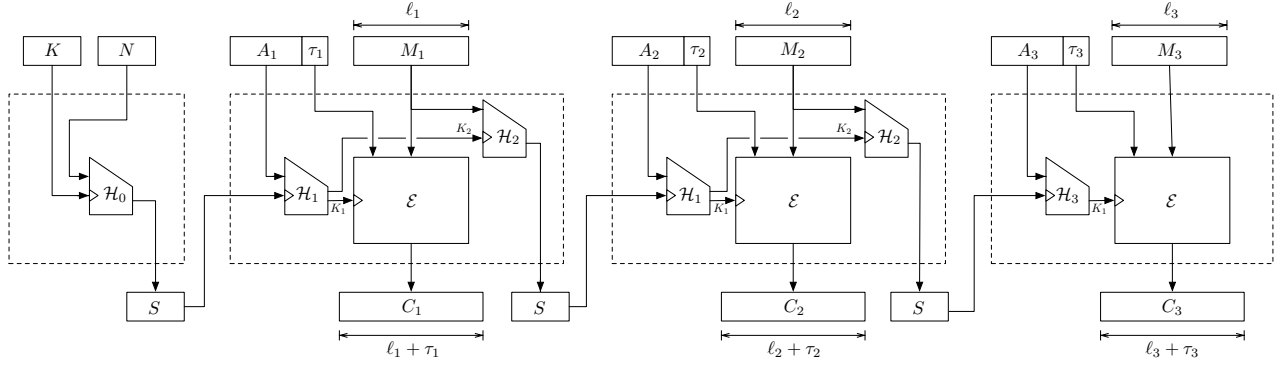 ℓ₁ ℓ₂ ℓ₃
K N A₁ τ₁ M₁ A₂ τ₂ M₂ A₃ τ₃ M₃
K₂ ℋ₂ K₂ ℋ₂
ℋ₀ ℋ₁ K₁ ℰ ℋ₁ K₁ ℰ ℋ₃ K₁ ℰ
S C₁ S C₂ S C₃
ℓ₁ + τ₁ ℓ₂ + τ₂ ℓ₃ + τ₃